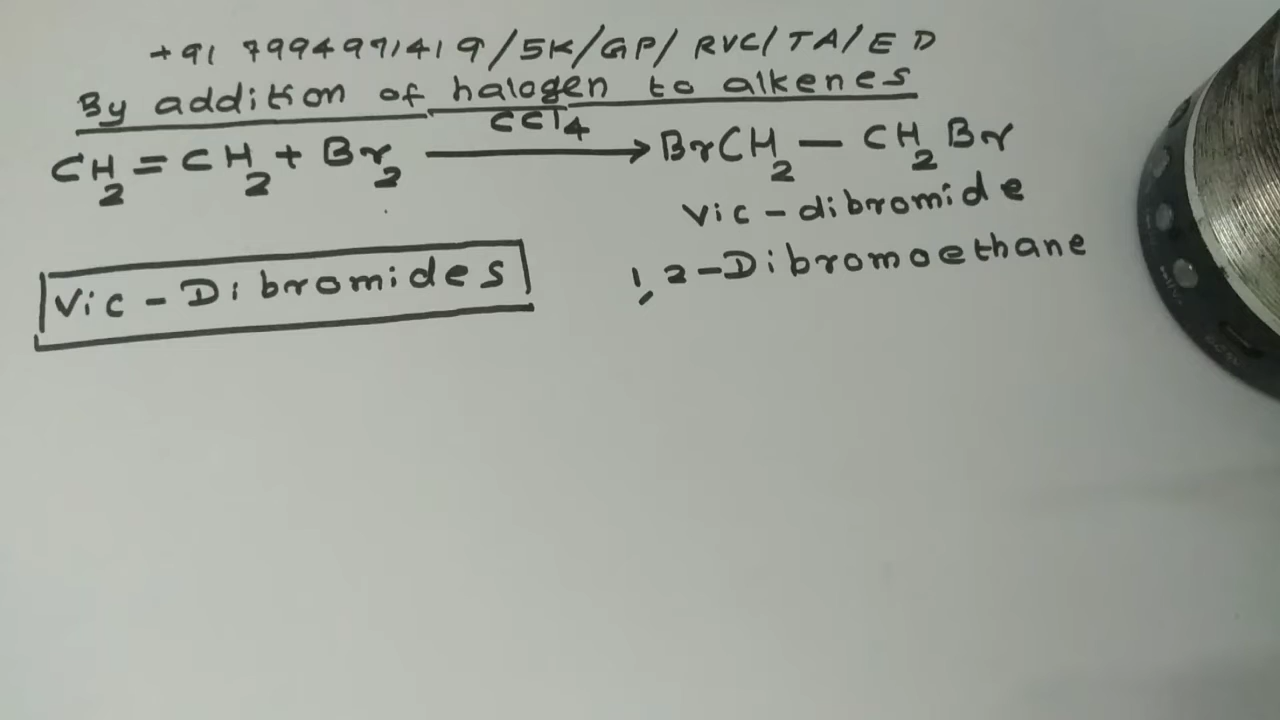 +91 7994971419/5K/GP/RVC/TA/ED
By addition of halogen to alkenes
CH2=CH2+Br2 CCl4→BrCH2—CH2Br
Vic-dibromide
1,2-Dibromoethane
Vic-Dibromides